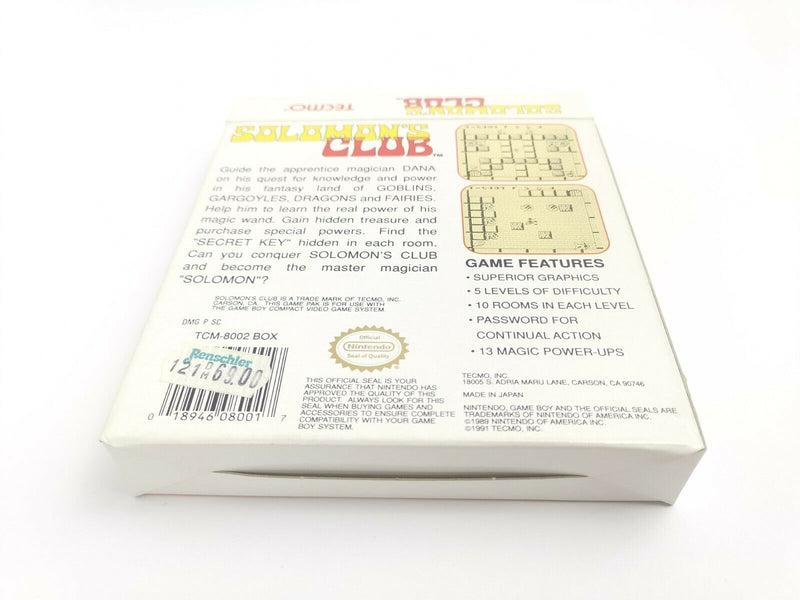 TECMO
SOLOMON'S
CLUB
SOLOMON'S
CLUB™
Guide the apprentice magician DANA
on his quest for knowledge and power
in his fantasy land of GOBLINS,
GARGOYLES, DRAGONS and FAIRIES.
Help him to learn the real power of his
magic wand. Gain hidden treasure and
purchase special powers. Find the
"SECRET KEY" hidden in each room.
Can you conquer SOLOMON'S CLUB
and become the master magician
"SOLOMON"?
SOLOMON'S CLUB IS A TRADE MARK OF TECMO, INC.
CARSON, CA. THIS GAME PAK IS FOR USE WITH
THE GAME BOY COMPACT VIDEO GAME SYSTEM.
DMG P SC
TCM-8002 BOX
Renschler
121 DM 69.00
0 18946 08001 7
Official
Nintendo
Seal of Quality
THIS OFFICIAL SEAL IS YOUR
ASSURANCE THAT NINTENDO HAS
APPROVED THE QUALITY OF THIS
PRODUCT. ALWAYS LOOK FOR THIS
SEAL WHEN BUYING GAMES AND
ACCESSORIES TO ENSURE COMPLETE
COMPATIBILITY WITH YOUR GAME
BOY SYSTEM.
GAME FEATURES
• SUPERIOR GRAPHICS
• 5 LEVELS OF DIFFICULTY
• 10 ROOMS IN EACH LEVEL
• PASSWORD FOR
CONTINUAL ACTION
• 13 MAGIC POWER-UPS
TECMO, INC.
18005 S. ADRIA MARU LANE, CARSON, CA 90746
MADE IN JAPAN
NINTENDO, GAME BOY AND THE OFFICIAL SEALS ARE
TRADEMARKS OF NINTENDO OF AMERICA INC.
©1989 NINTENDO OF AMERICA INC.
©1991 TECMO, INC.